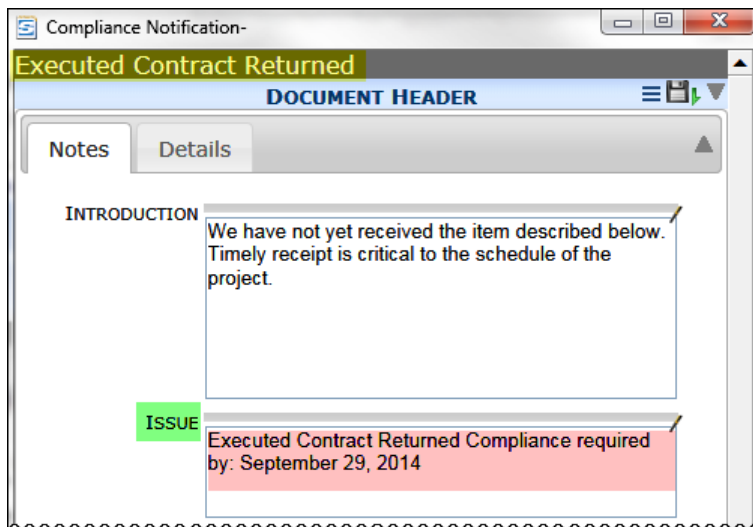 Compliance Notification-
Executed Contract Returned
DOCUMENT HEADER
Notes Details
INTRODUCTION
We have not yet received the item described below.
Timely receipt is critical to the schedule of the
project.
ISSUE
Executed Contract Returned Compliance required
by: September 29, 2014